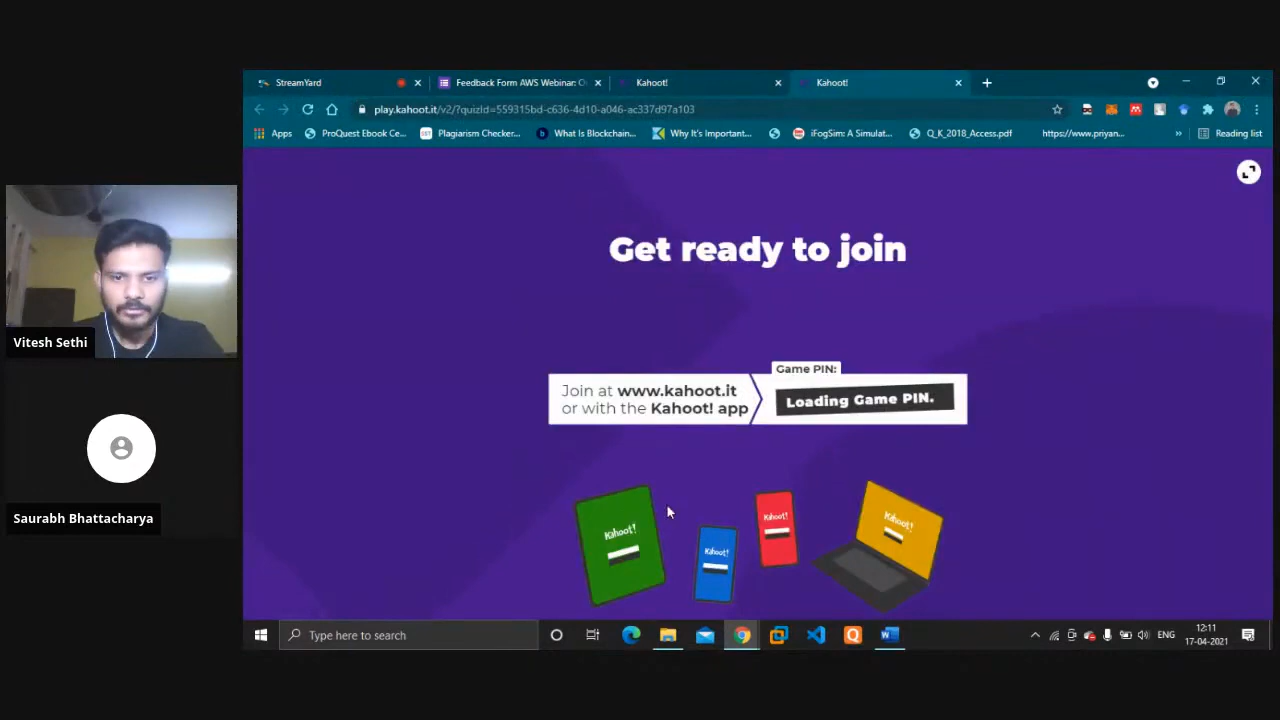 StreamYard
Feedback Form AWS Webinar: O
Kahoot!
Kahoot!
play.kahoot.it/v2/?quizId=559315bd-c636-4d10-a046-ac337d97a103
Apps
ProQuest Ebook Ce...
Plagiarism Checker...
What Is Blockchain...
Why It's Important...
iFogSim: A Simulat...
Q_K_2018_Access.pdf
https://www.priyan...
»
Reading list
Get ready to join
Game PIN:
Join at www.kahoot.it
or with the Kahoot! app
Loading Game PIN.
Kahoot!
Kahoot!
Kahoot!
Kahoot!
Vitesh Sethi
Saurabh Bhattacharya
Type here to search
ENG
12:11
17-04-2021